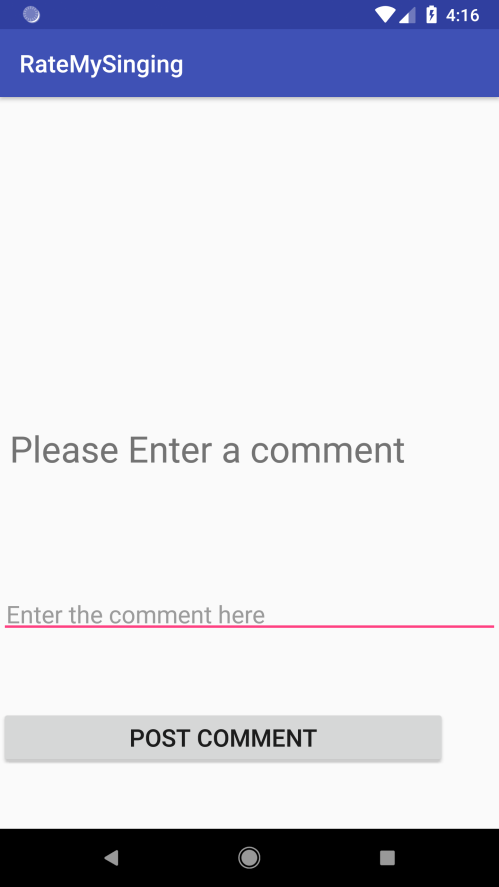 4:16
RateMySinging
Please Enter a comment
Enter the comment here
POST COMMENT